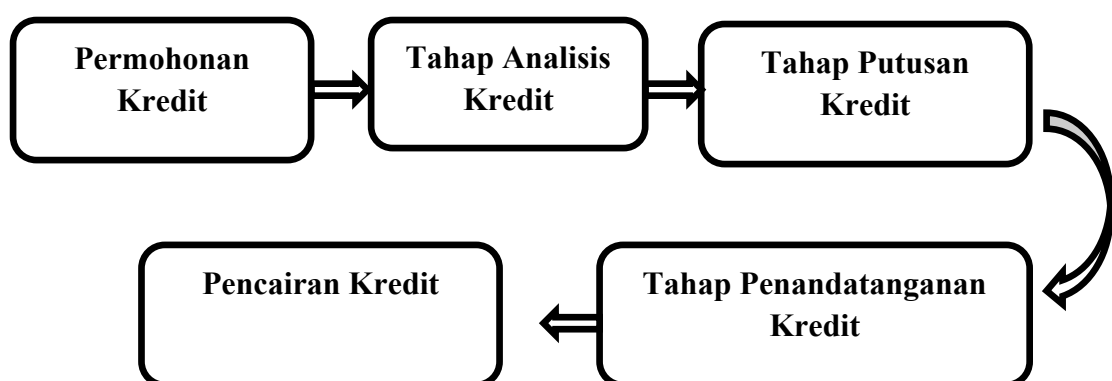 Permohonan
Kredit
Tahap Analisis
Kredit
Tahap Putusan
Kredit
Tahap Penandatanganan
Kredit
Pencairan Kredit